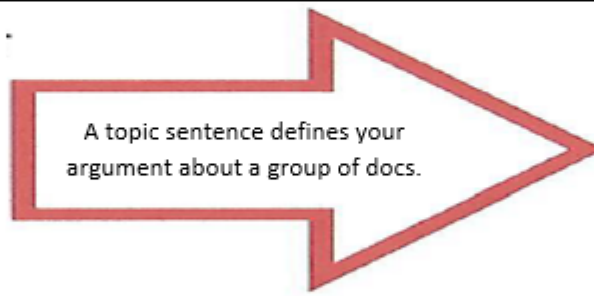 A topic sentence defines your
argument about a group of docs.